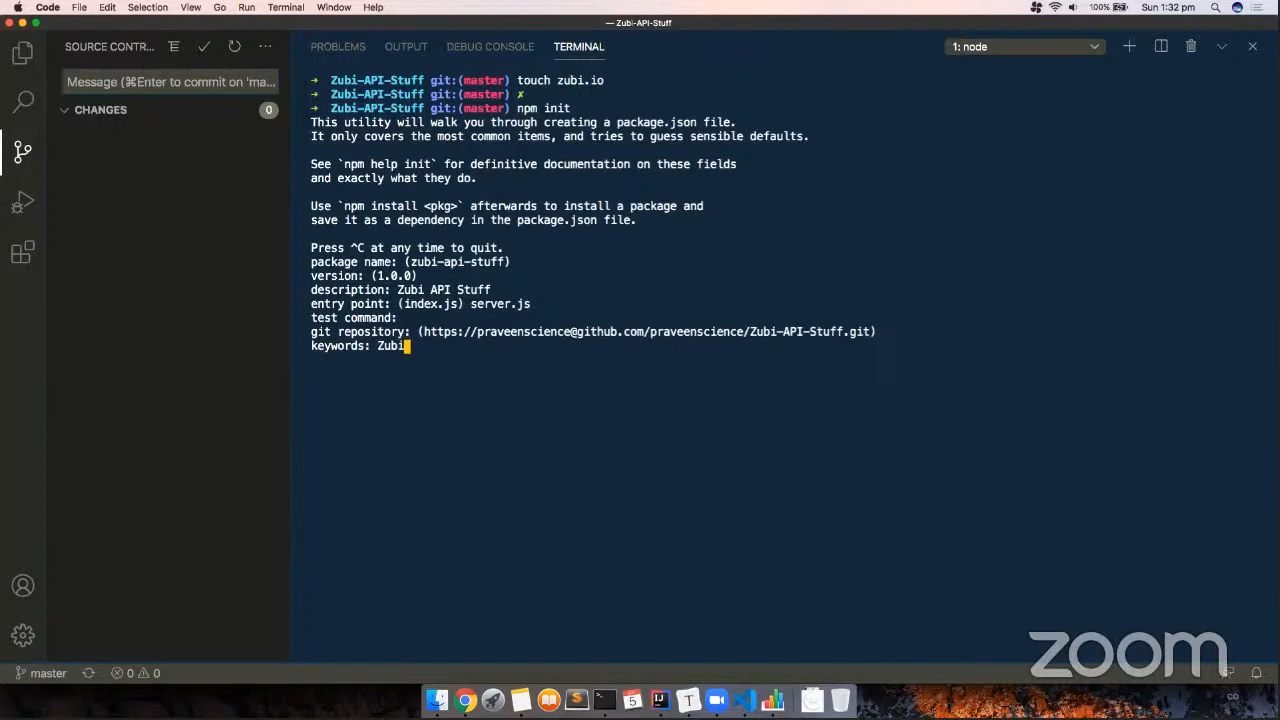 Code File Edit Selection View Go Run Terminal Window Help 100% Sun 1:32 pm
— Zubi-API-Stuff
SOURCE CONTR... PROBLEMS OUTPUT DEBUG CONSOLE TERMINAL 1: node
Message (⌘Enter to commit on 'ma...
CHANGES 0
→ Zubi-API-Stuff git:(master) touch zubi.io
→ Zubi-API-Stuff git:(master) ✗
→ Zubi-API-Stuff git:(master) npm init
This utility will walk you through creating a package.json file.
It only covers the most common items, and tries to guess sensible defaults.
See `npm help init` for definitive documentation on these fields
and exactly what they do.
Use `npm install <pkg>` afterwards to install a package and
save it as a dependency in the package.json file.
Press ^C at any time to quit.
package name: (zubi-api-stuff)
version: (1.0.0)
description: Zubi API Stuff
entry point: (index.js) server.js
test command:
git repository: (https://praveenscience@github.com/praveenscience/Zubi-API-Stuff.git)
keywords: Zubi
zoom
master 0 0
5